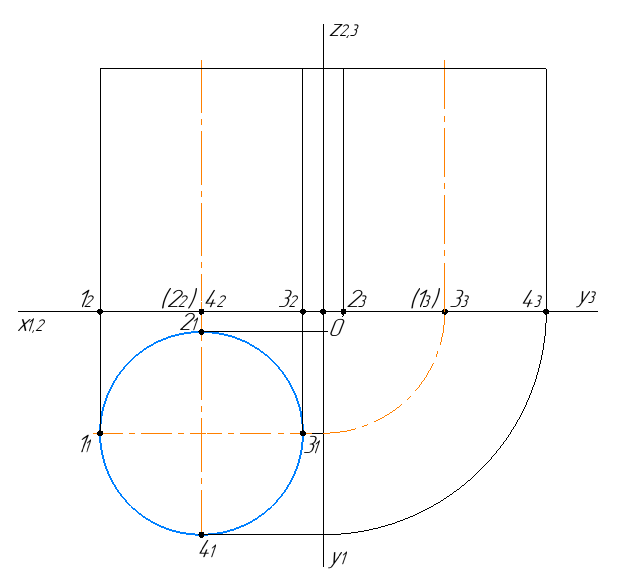 z2,3
12 (22) 42 32 23 (13) 33 43 y3
x1,2 21 0
11 31
41 y1